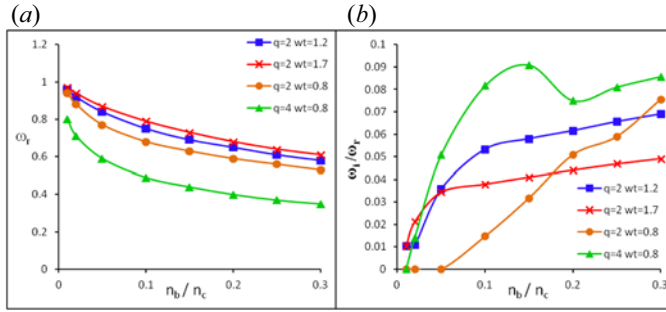 (a)
(b)
1.2
1
0.8
0.6
0.4
0.2
0
ωr
0
0.1
0.2
0.3
nb / nc
q=2 wt=1.2
q=2 wt=1.7
q=2 wt=0.8
q=4 wt=0.8
0.1
0.09
0.08
0.07
0.06
0.05
0.04
0.03
0.02
0.01
0
ωi/ωr
0
0.1
0.2
0.3
nb / nc
q=2 wt=1.2
q=2 wt=1.7
q=2 wt=0.8
q=4 wt=0.8